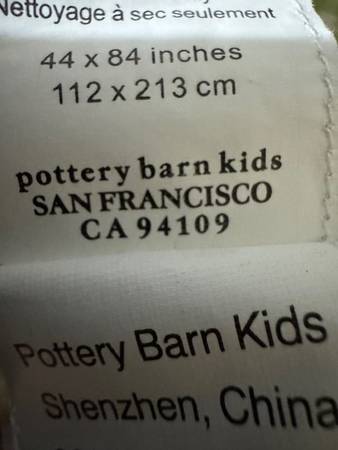 Nettoyage à sec seulement
44 x 84 inches
112 x 213 cm
pottery barn kids
SAN FRANCISCO
CA 94109
Pottery Barn Kids
Shenzhen, China